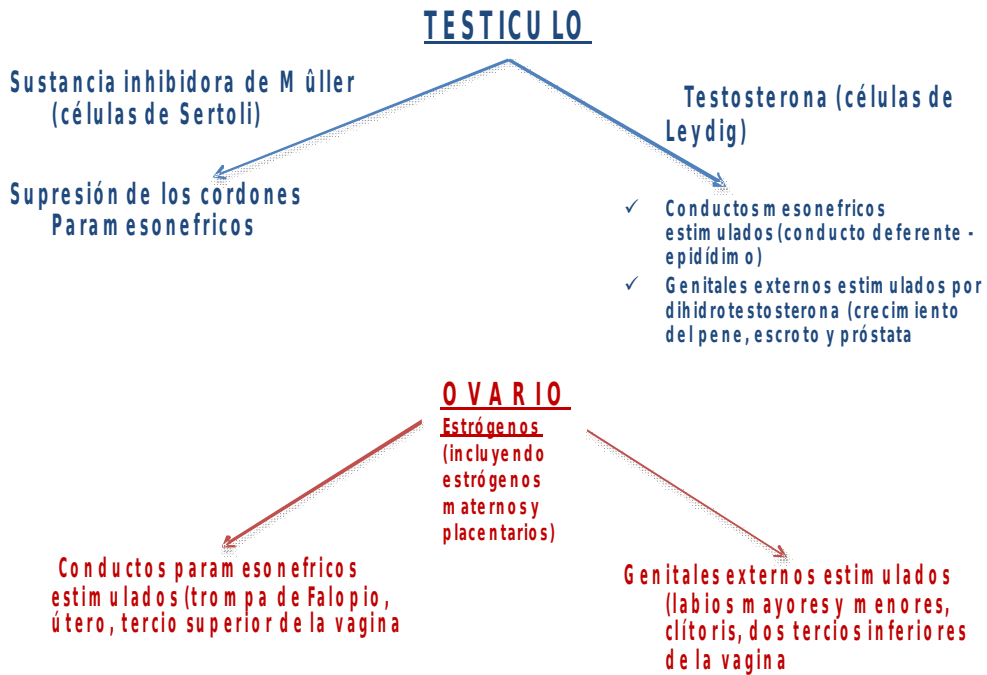 TESTICULO
Sustancia inhibidora de Mûller
(células de Sertoli)
Testosterona (células de
Leydig)
Supresión de los cordones
Paramesonefricos
✓ Conductos mesonefricos
estimulados (conducto deferente -
epidídimo)
✓ Genitales externos estimulados por
dihidrotestosterona (crecimiento
del pene, escroto y próstata
OVARIO
Estrógenos
(incluyendo
estrógenos
maternos y
placentarios)
Conductos paramesonefricos
estimulados (trompa de Falopio,
útero, tercio superior de la vagina
Genitales externos estimulados
(labios mayores y menores,
clítoris, dos tercios inferiores
de la vagina